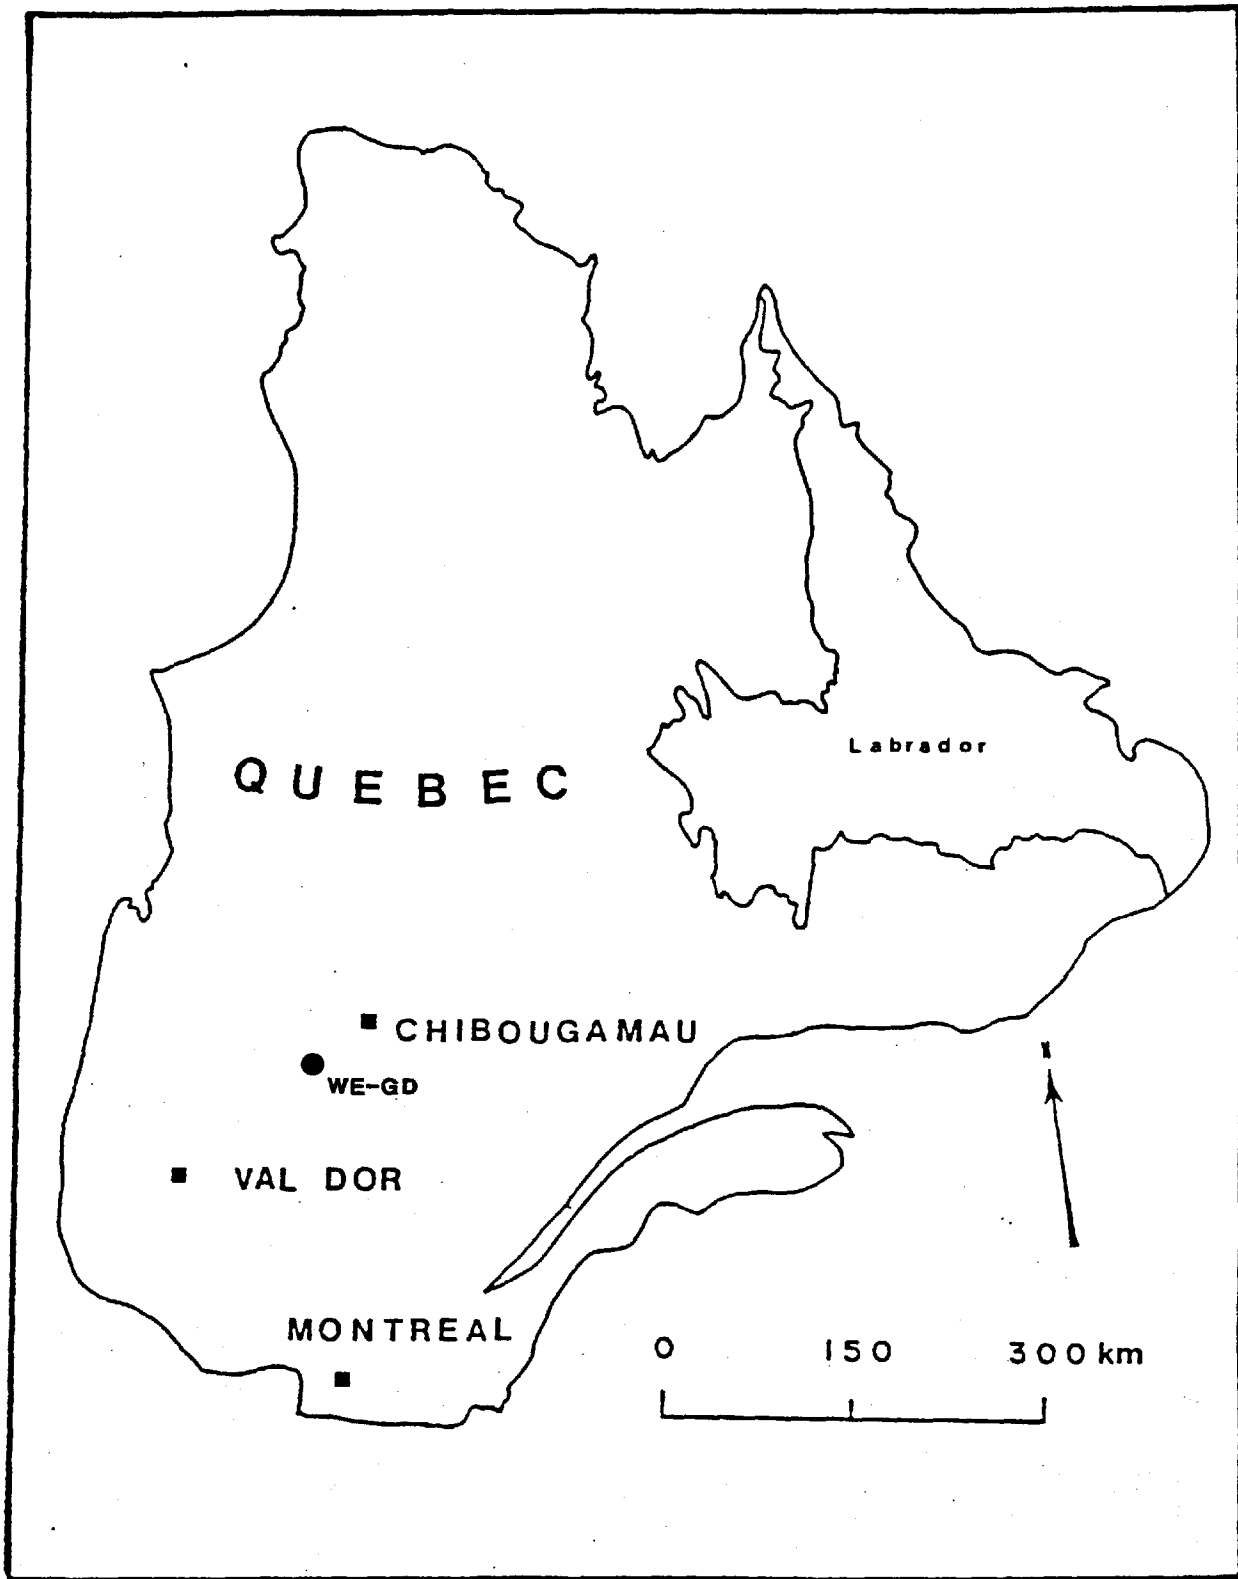 Labrador
QUEBEC
CHIBOUGAMAU
WE-GD
VAL DOR
MONTREAL
0 150 300 km